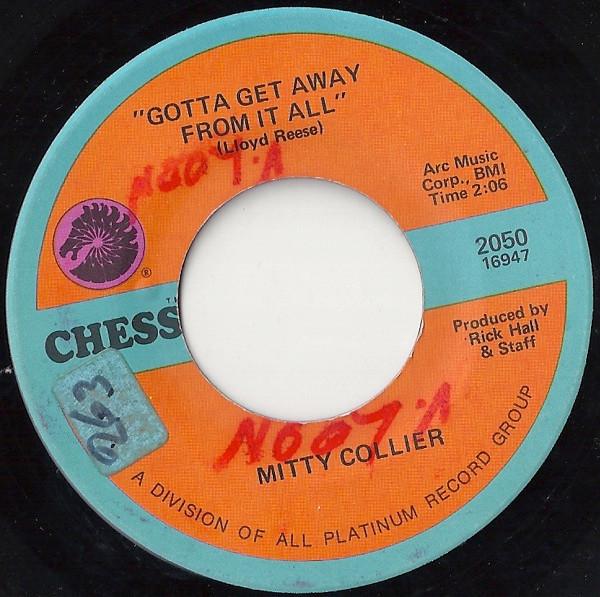 "GOTTA GET AWAY
FROM IT ALL"
(Lloyd Reese)
Arc Music
Corp., BMI
Time 2:06
2050
16947
®
CHESS
Produced by
Rick Hall
& Staff
MITTY COLLIER
A DIVISION OF ALL PLATINUM RECORD GROUP